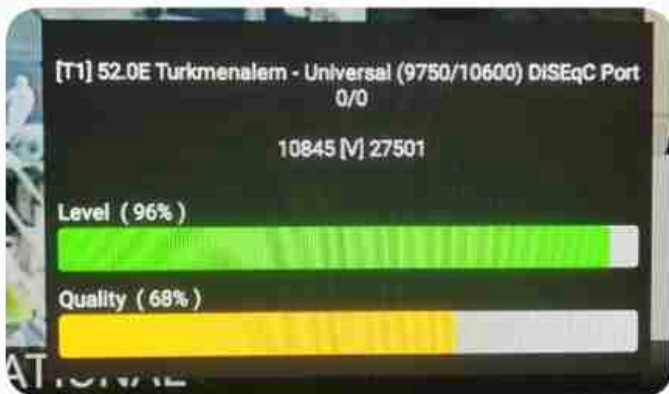 [T1] 52.0E Turkmenalem - Universal (9750/10600) DiSEqC Port
0/0
10845 [V] 27501
Level ( 96% )
Quality ( 68% )